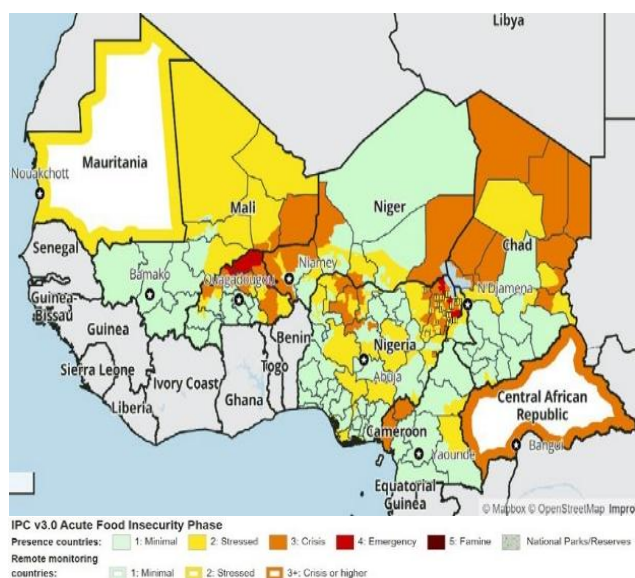 Libya
Mauritania
Nouakchott
Mali
Niger
Chad
Senegal
Bamako
Ouagadougou
Niamey
N'Djamena
Guinea-
Bissau
Guinea
Benin
Nigeria
Togo
Sierra Leone
Ivory Coast
Ghana
Abuja
Central African
Republic
Liberia
Cameroon
Bangui
Yaounde
Equatorial
Guinea
© Mapbox © OpenStreetMap Impro
IPC v3.0 Acute Food Insecurity Phase
Presence countries: 1: Minimal 2: Stressed 3: Crisis 4: Emergency 5: Famine National Parks/Reserves
Remote monitoring
countries: 1: Minimal 2: Stressed 3+: Crisis or higher